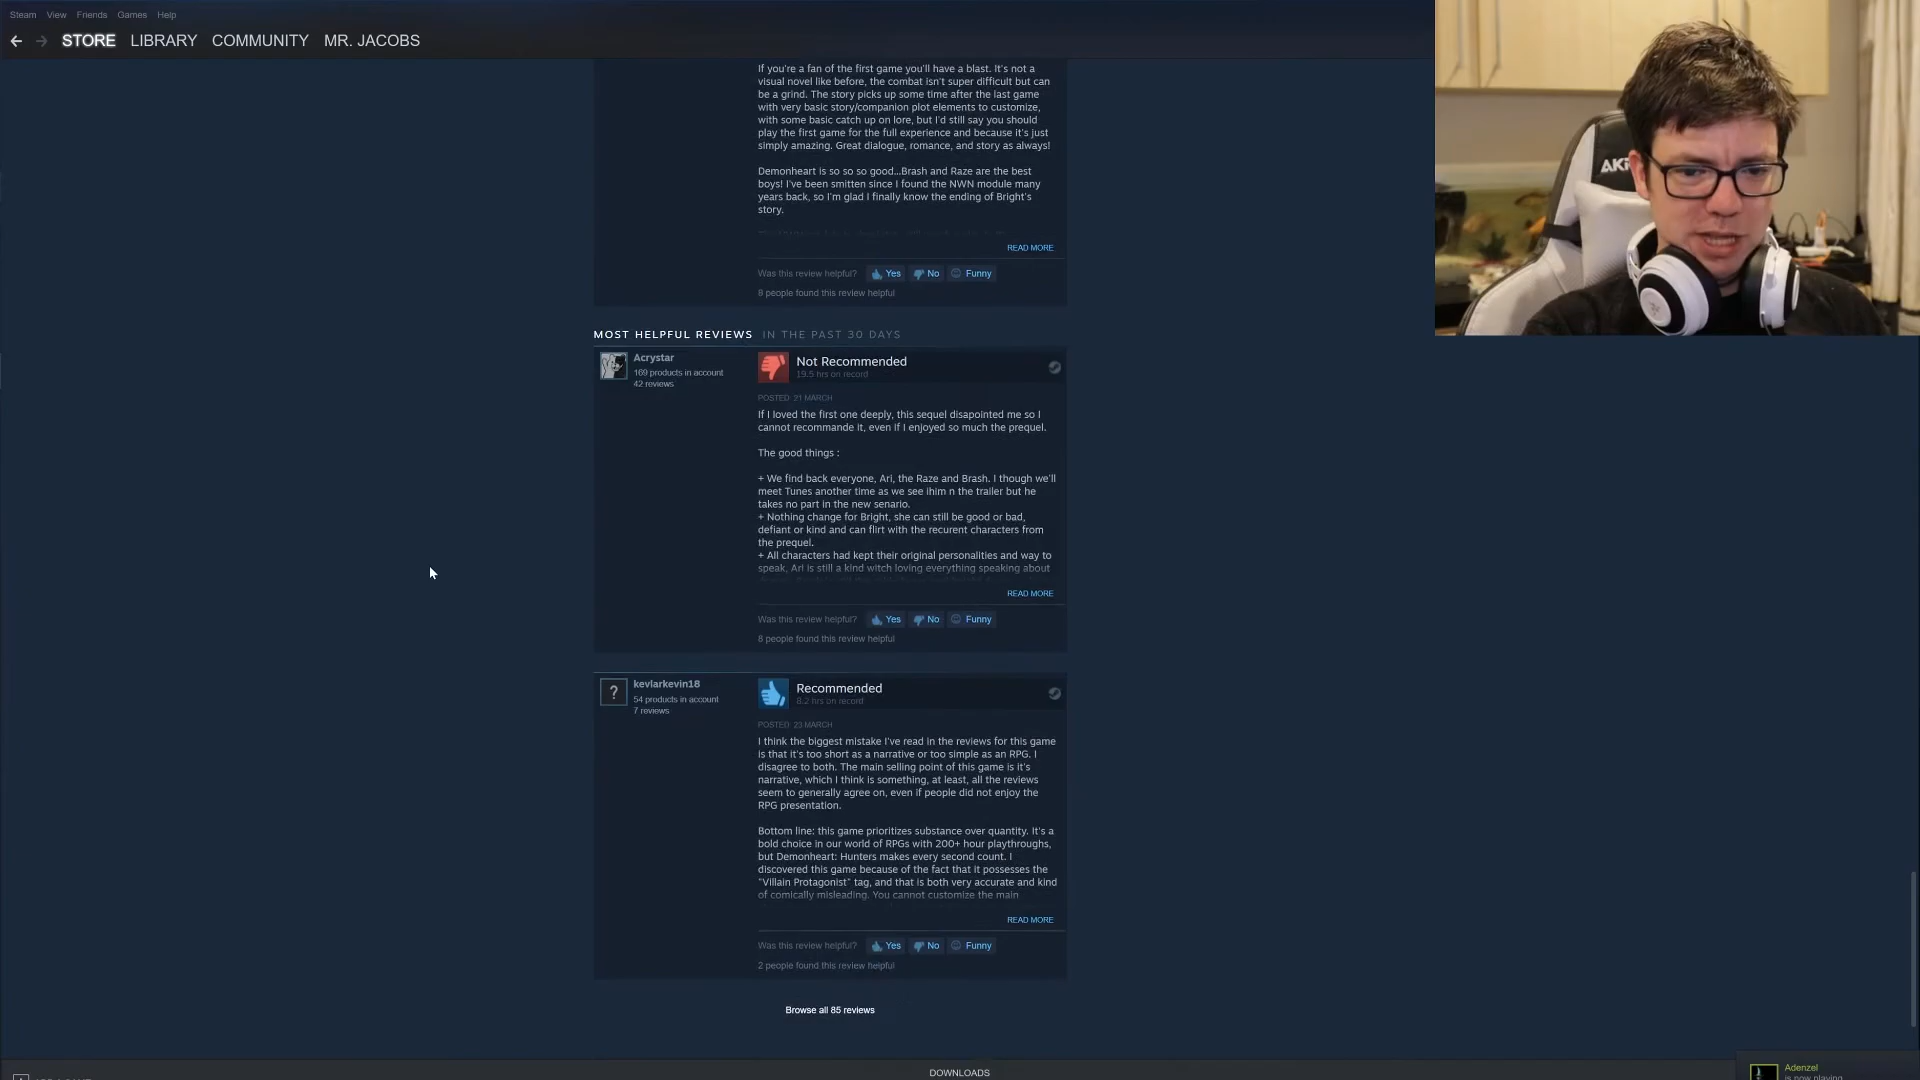 Steam View Friends Games Help
STORE LIBRARY COMMUNITY MR. JACOBS
If you're a fan of the first game you'll have a blast. It's not a
visual novel like before, the combat isn't super difficult but can
be a grind. The story picks up some time after the last game
with very basic story/companion plot elements to customize,
with some basic catch up on lore, but I'd still say you should
play the first game for the full experience and because it's just
simply amazing. Great dialogue, romance, and story as always!
Demonheart is so so so good...Brash and Raze are the best
boys! I've been smitten since I found the NWN module many
years back, so I'm glad I finally know the ending of Bright's
story.
READ MORE
Was this review helpful? Yes No Funny
8 people found this review helpful
MOST HELPFUL REVIEWS IN THE PAST 30 DAYS
Acrystar
169 products in account
42 reviews
Not Recommended
19.5 hrs on record
POSTED: 21 MARCH
If I loved the first one deeply, this sequel disapointed me so I
cannot recommande it, even if I enjoyed so much the prequel.
The good things :
+ We find back everyone, Ari, the Raze and Brash. I though we'll
meet Tunes another time as we see ihim n the trailer but he
takes no part in the new senario.
+ Nothing change for Bright, she can still be good or bad,
defiant or kind and can flirt with the recurent characters from
the prequel.
+ All characters had kept their original personalities and way to
speak, Ari is still a kind witch loving everything speaking about
READ MORE
Was this review helpful? Yes No Funny
8 people found this review helpful
kevlarkevin18
54 products in account
7 reviews
Recommended
8.2 hrs on record
POSTED: 23 MARCH
I think the biggest mistake I've read in the reviews for this game
is that it's too short as a narrative or too simple as an RPG. I
disagree to both. The main selling point of this game is it's
narrative, which I think is something, at least, all the reviews
seem to generally agree on, even if people did not enjoy the
RPG presentation.
Bottom line: this game prioritizes substance over quantity. It's a
bold choice in our world of RPGs with 200+ hour playthroughs,
but Demonheart: Hunters makes every second count. I
discovered this game because of the fact that it possesses the
"Villain Protagonist" tag, and that is both very accurate and kind
of comically misleading. You cannot customize the main
READ MORE
Was this review helpful? Yes No Funny
2 people found this review helpful
Browse all 85 reviews
DOWNLOADS
Adenzel
is now playing